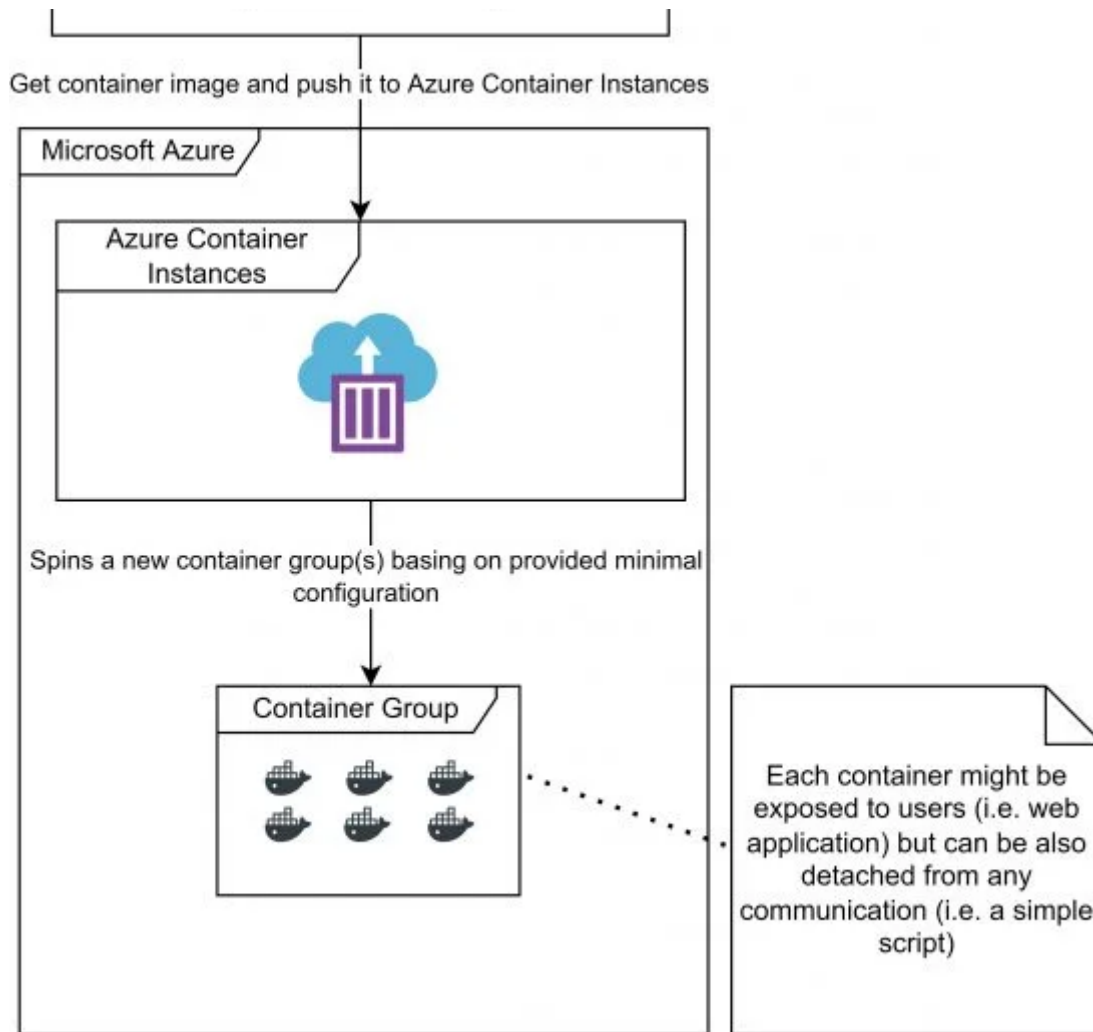 Get container image and push it to Azure Container Instances
Microsoft Azure
Azure Container
Instances
Spins a new container group(s) basing on provided minimal
configuration
Container Group
Each container might be
exposed to users (i.e. web
application) but can be also
detached from any
communication (i.e. a simple
script)